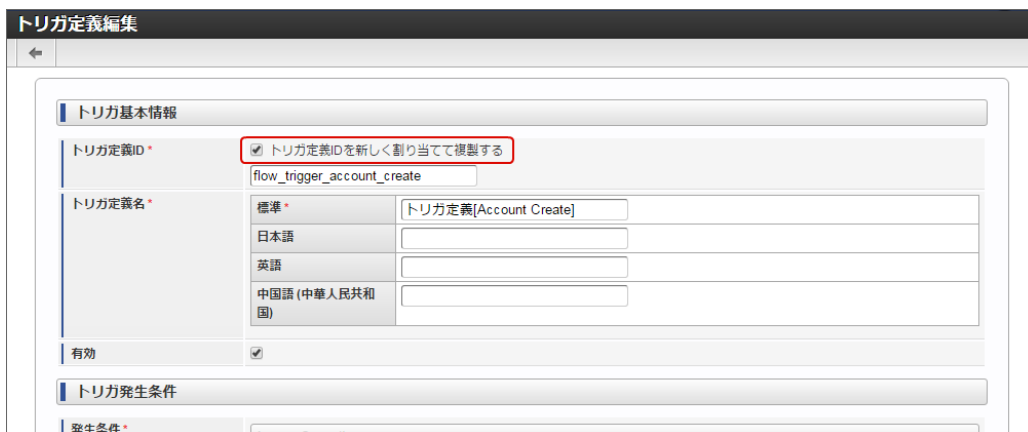 トリガ定義編集
トリガ基本情報
トリガ定義ID *
トリガ定義IDを新しく割り当てて複製する
flow_trigger_account_create
トリガ定義名 *
標準 *
トリガ定義[Account Create]
日本語
英語
中国語 (中華人民共和
国)
有効
トリガ発生条件
発生条件 *